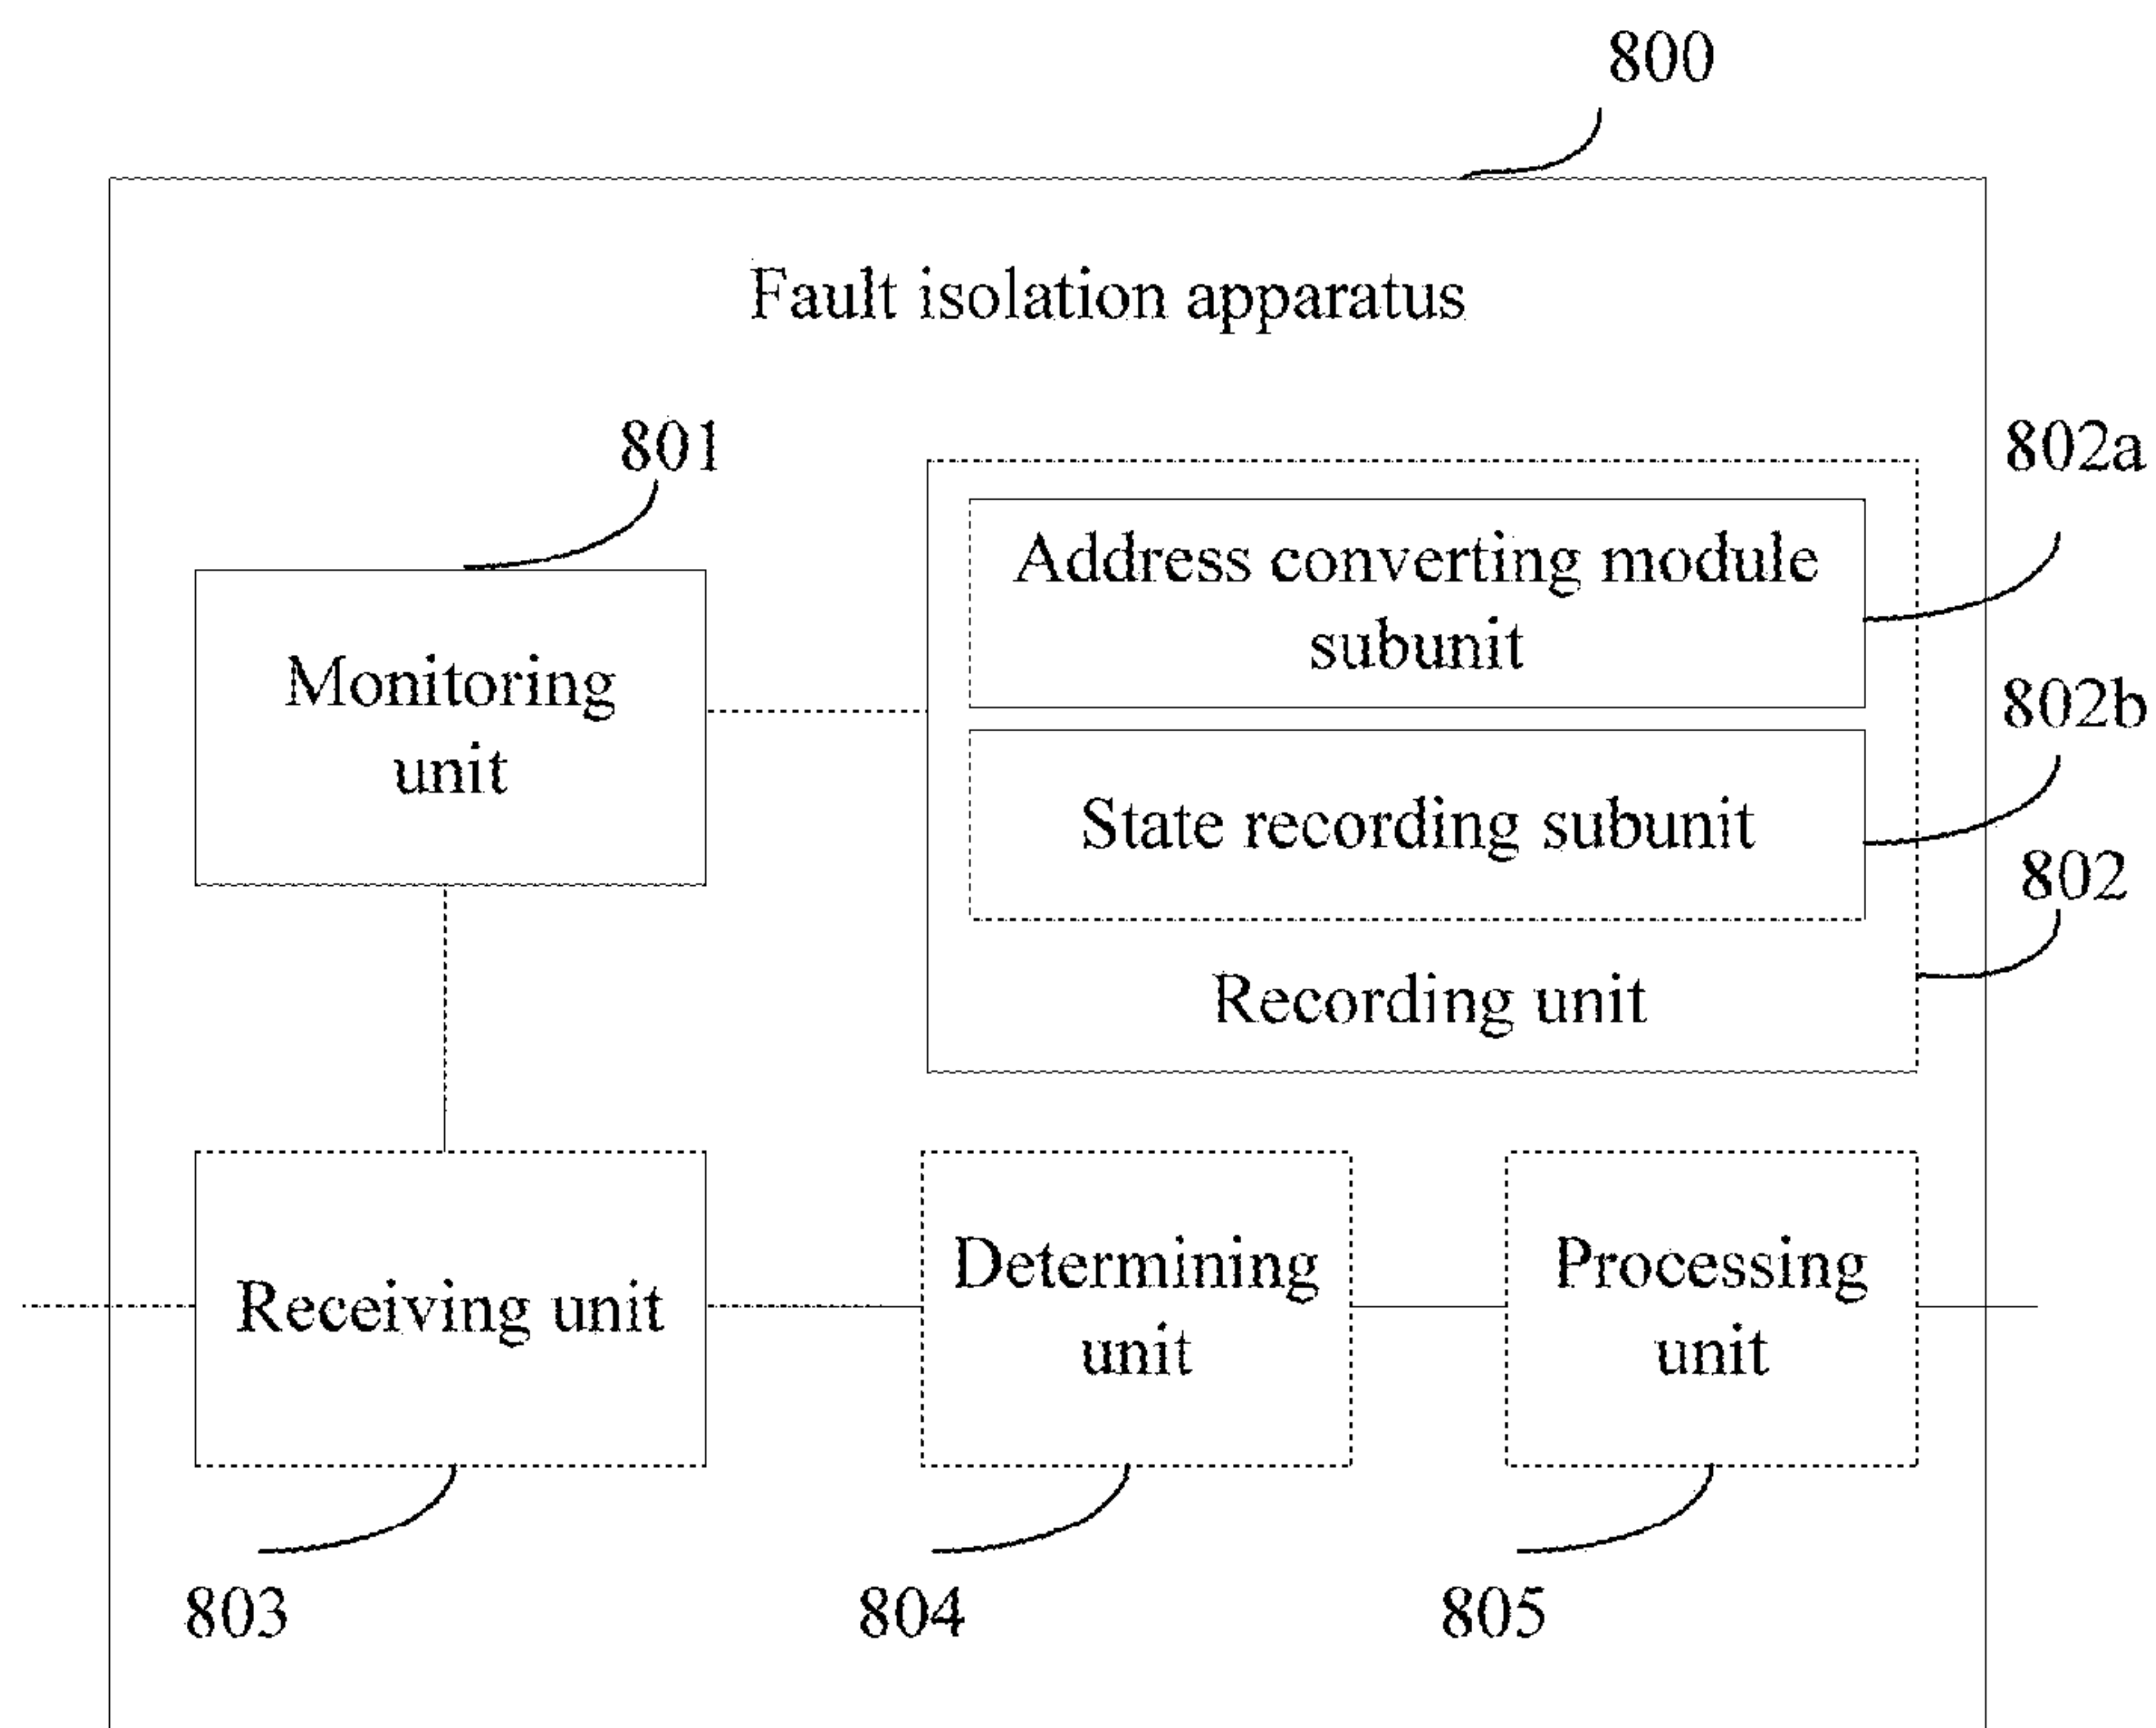 800
Fault isolation apparatus
801
802a
Address converting module
subunit
Monitoring
unit
802b
State recording subunit
802
Recording unit
Receiving unit
Determining
unit
Processing
unit
803
804
805